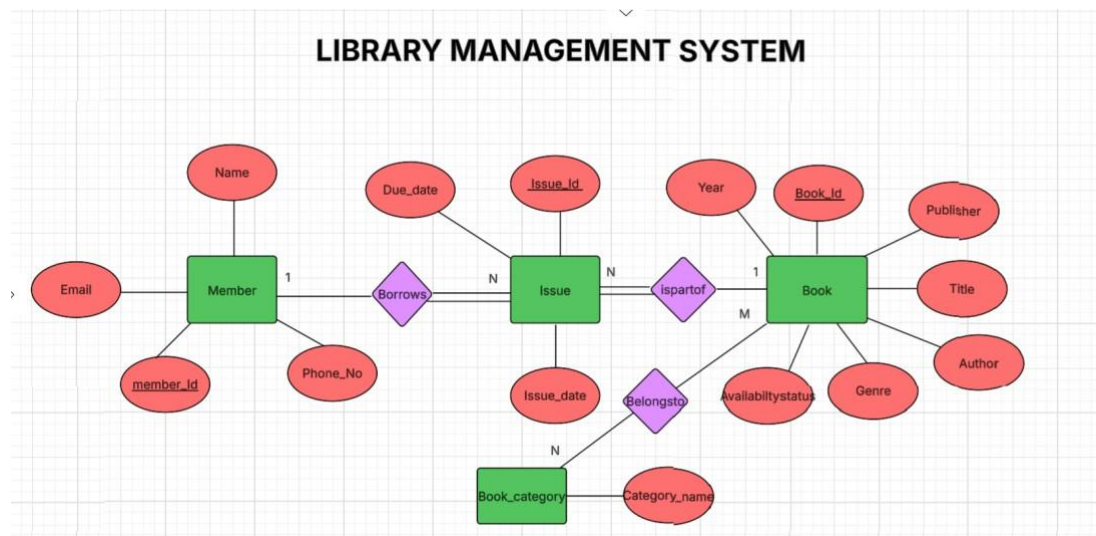 LIBRARY MANAGEMENT SYSTEM
Name
Due_date
Issue_Id
Year
Book_Id
Publisher
Email
Member
1
Borrows
N
Issue
N
ispartof
1
Book
Title
M
member_Id
Phone_No
Issue_date
Belongsto
Availabiltystatus
Genre
Author
N
Book_category
Category_name